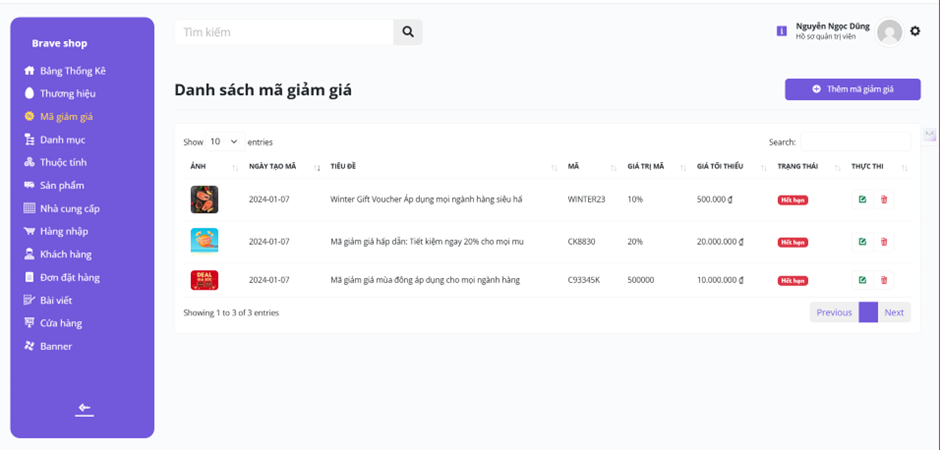 Brave shop
Bảng Thống Kê
Thương hiệu
Mã giảm giá
Danh mục
Thuộc tính
Sản phẩm
Nhà cung cấp
Hàng nhập
Khách hàng
Đơn đặt hàng
Bài viết
Cửa hàng
Banner
Tìm kiếm
Nguyễn Ngọc Dũng
Hồ sơ quản trị viên
Danh sách mã giảm giá
Thêm mã giảm giá
Show 10 entries
Search:
ẢNH NGÀY TẠO MÃ TIÊU ĐỀ MÃ GIÁ TRỊ MÃ GIÁ TỐI THIỂU TRẠNG THÁI THỰC THI
2024-01-07 Winter Gift Voucher Áp dụng mọi ngành hàng siêu hấ WINTER23 10% 500.000 ₫ Hết hạn
2024-01-07 Mã giảm giá hấp dẫn: Tiết kiệm ngay 20% cho mọi mu CK8830 20% 20.000.000 ₫ Hết hạn
DEAL
2024-01-07 Mã giảm giá mùa đông áp dụng cho mọi ngành hàng C93345K 500000 10.000.000 ₫ Hết hạn
Showing 1 to 3 of 3 entries
Previous Next